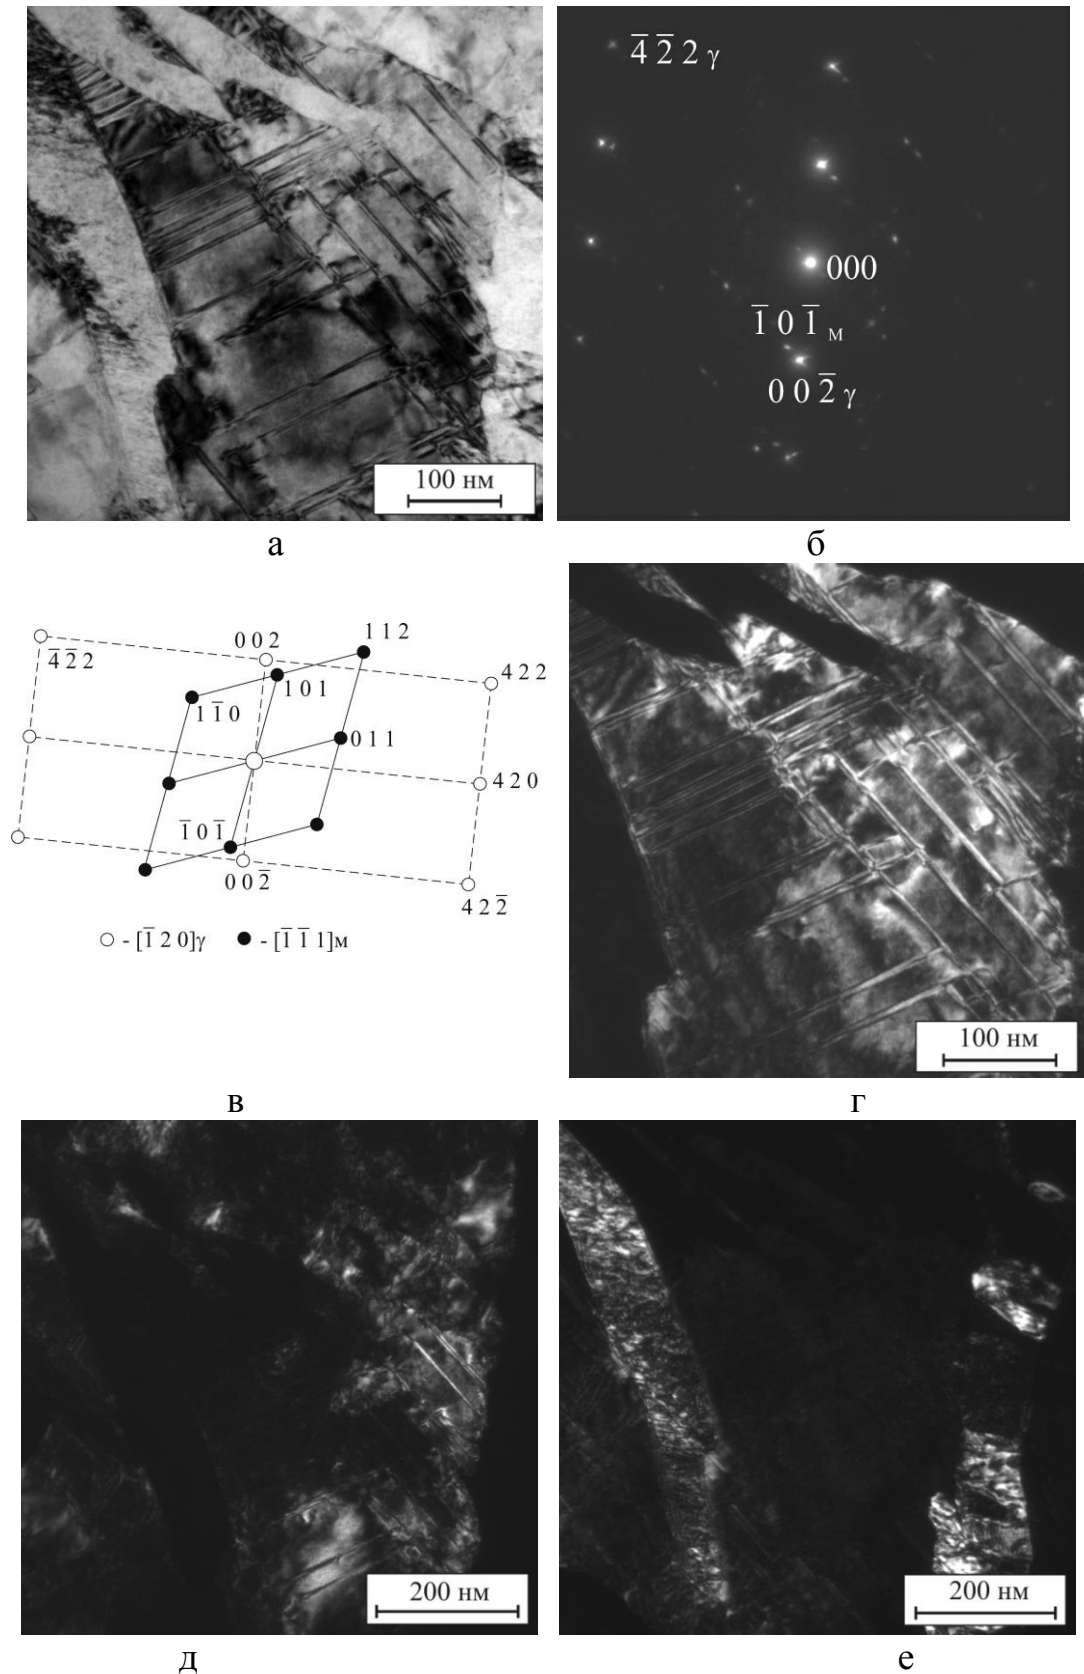 4̅ 2̅ 2 γ
000
1̅ 0 1̅ м
0 0 2̅ γ
100 нм
а
б
0 0 2
1 1 2
4̅ 2̅ 2
1 0 1
4 2 2
1 1̅ 0
0 1 1
4 2 0
1̅ 0 1̅
0 0 2̅
4 2 2̅
- [1̅ 2 0]γ
- [1̅ 1̅ 1]м
100 нм
в
г
200 нм
200 нм
д
е